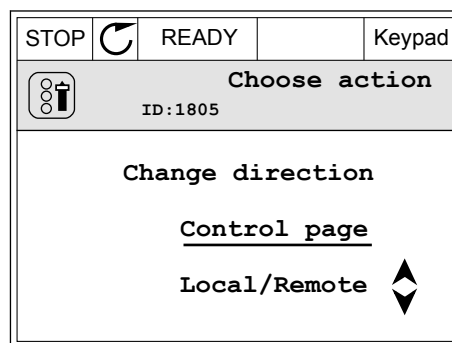 STOP READY Keypad
Choose action
ID:1805
Change direction
Control page
Local/Remote